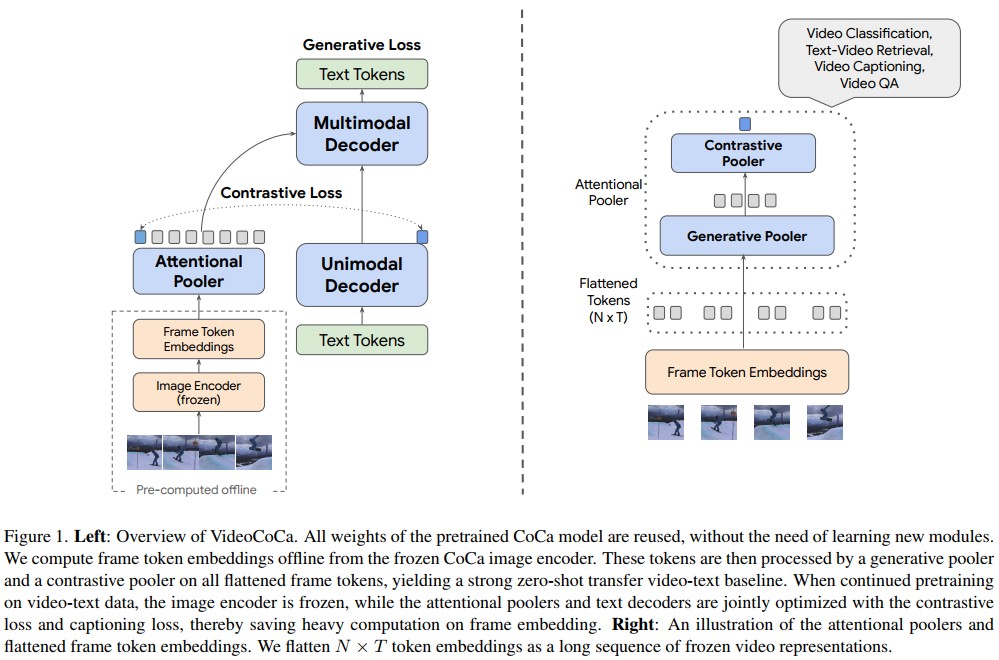 Generative Loss
Text Tokens
Multimodal
Decoder
Contrastive Loss
Attentional
Pooler
Unimodal
Decoder
Frame Token
Embeddings
Text Tokens
Image Encoder
(frozen)
Pre-computed offline
Video Classification,
Text-Video Retrieval,
Video Captioning,
Video QA
Contrastive
Pooler
Attentional
Pooler
Generative Pooler
Flattened
Tokens
(N x T)
Frame Token Embeddings
Figure 1. Left: Overview of VideoCoCa. All weights of the pretrained CoCa model are reused, without the need of learning new modules.
We compute frame token embeddings offline from the frozen CoCa image encoder. These tokens are then processed by a generative pooler
and a contrastive pooler on all flattened frame tokens, yielding a strong zero-shot transfer video-text baseline. When continued pretraining
on video-text data, the image encoder is frozen, while the attentional poolers and text decoders are jointly optimized with the contrastive
loss and captioning loss, thereby saving heavy computation on frame embedding. Right: An illustration of the attentional poolers and
flattened frame token embeddings. We flatten N × T token embeddings as a long sequence of frozen video representations.